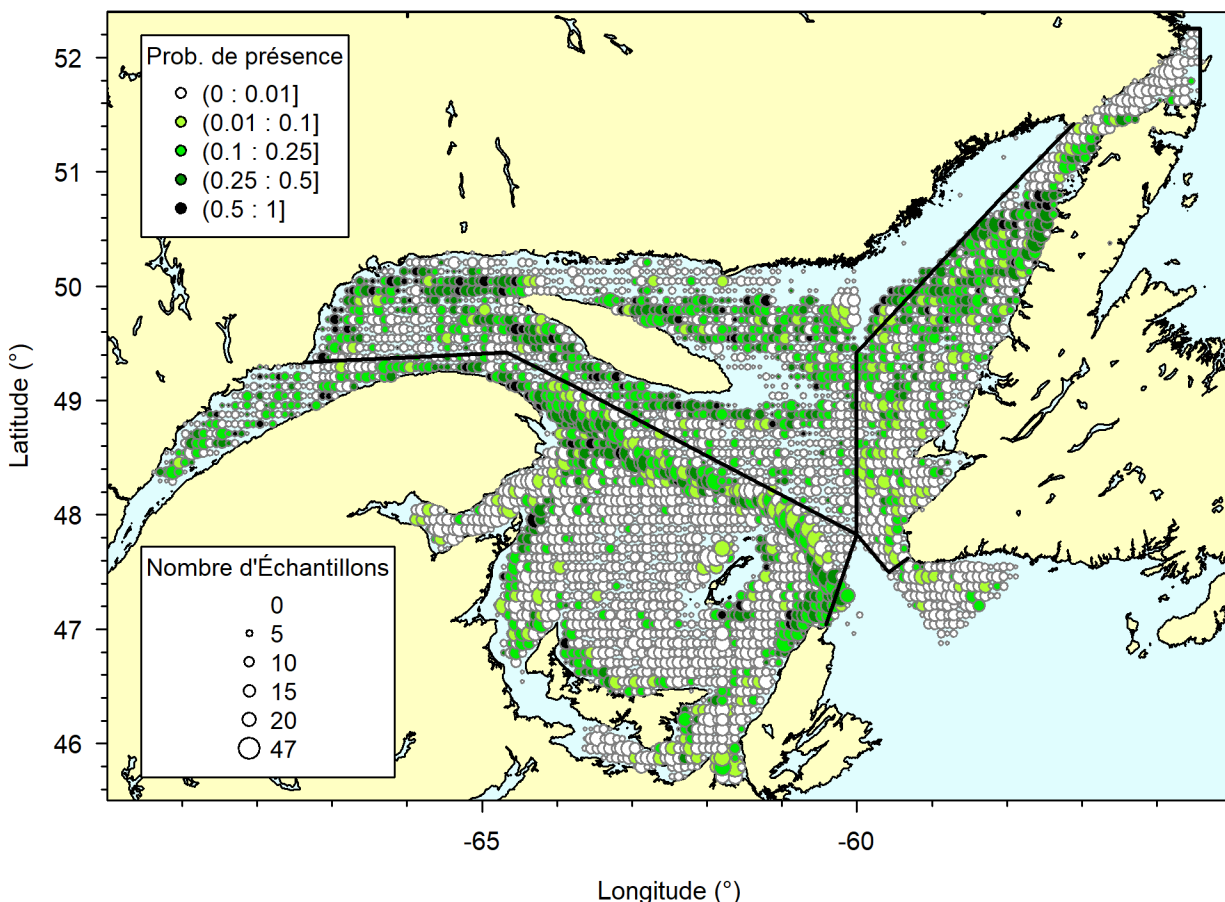 Prob. de présence
(0 : 0.01]
(0.01 : 0.1]
(0.1 : 0.25]
(0.25 : 0.5]
(0.5 : 1]
Nombre d'Échantillons
0
5
10
15
20
47
52
51
50
49
48
47
46
Latitude (°)
-65
-60
Longitude (°)